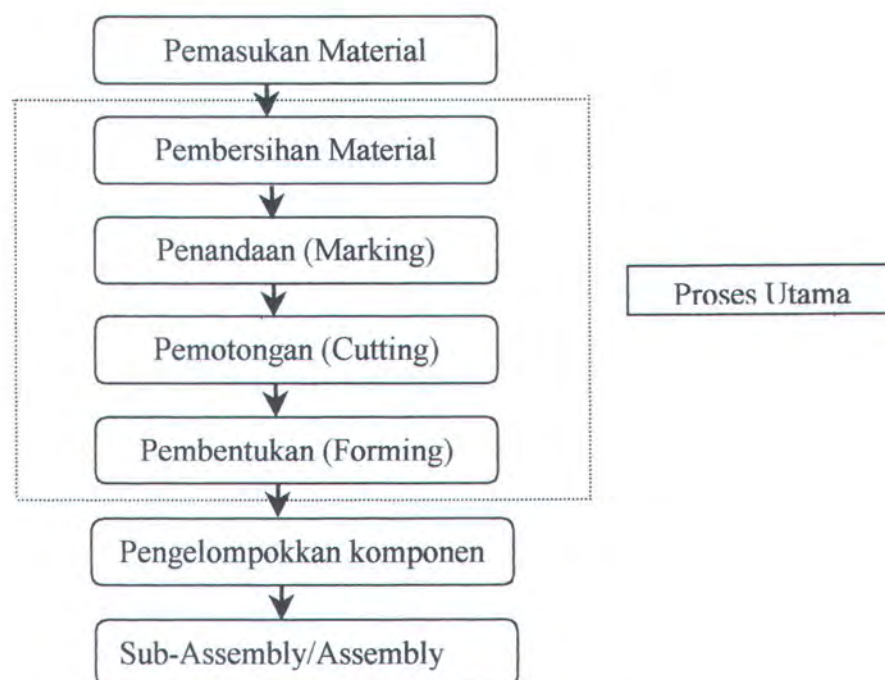 Pemasukan Material
Pembersihan Material
Penandaan (Marking)
Pemotongan (Cutting)
Proses Utama
Pembentukan (Forming)
Pengelompokkan komponen
Sub-Assembly/Assembly